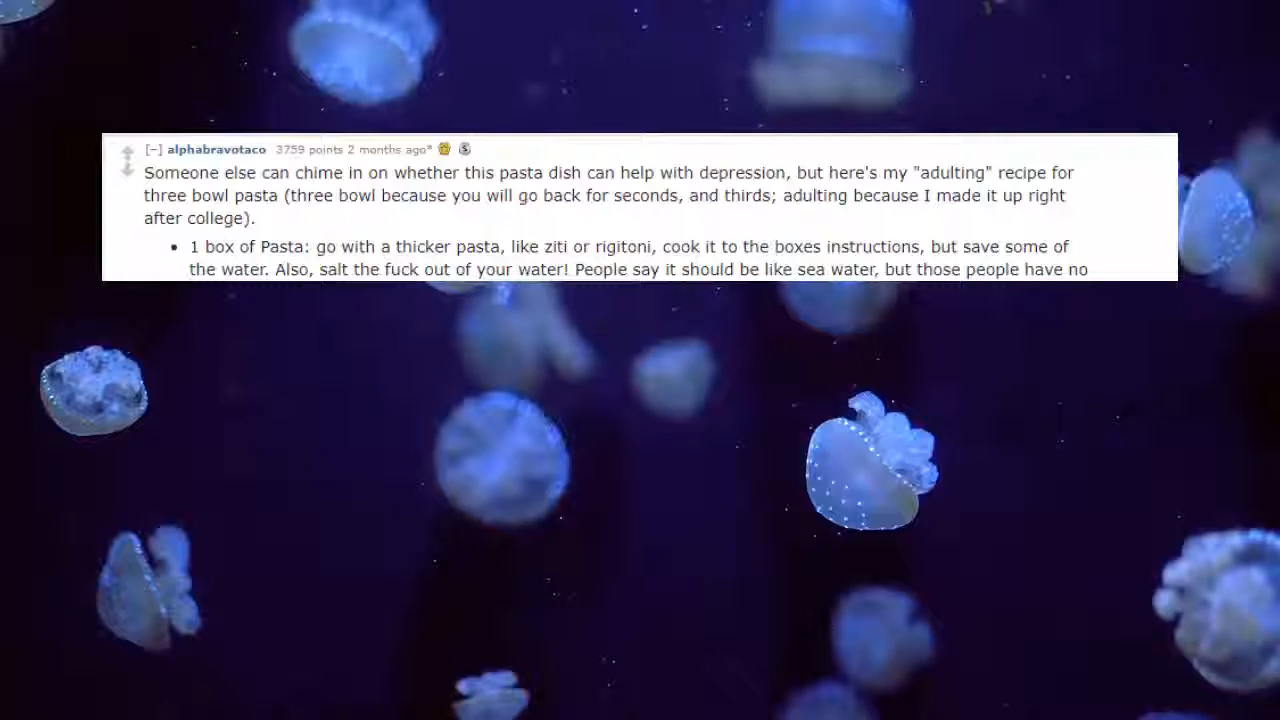 [–] alphabravotaco 3759 points 2 months ago*
Someone else can chime in on whether this pasta dish can help with depression, but here's my "adulting" recipe for
three bowl pasta (three bowl because you will go back for seconds, and thirds; adulting because I made it up right
after college).
• 1 box of Pasta: go with a thicker pasta, like ziti or rigitoni, cook it to the boxes instructions, but save some of
the water. Also, salt the fuck out of your water! People say it should be like sea water, but those people have no